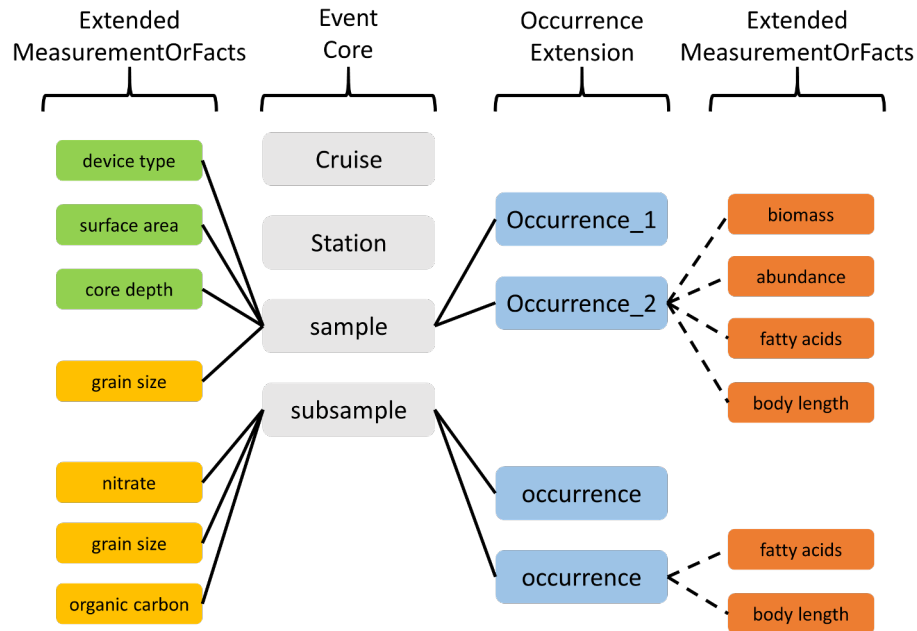 Extended
MeasurementOrFacts
Event
Core
Occurrence
Extension
Extended
MeasurementOrFacts
device type
surface area
core depth
grain size
nitrate
grain size
organic carbon
Cruise
Station
sample
subsample
Occurrence_1
Occurrence_2
occurrence
occurrence
biomass
abundance
fatty acids
body length
fatty acids
body length